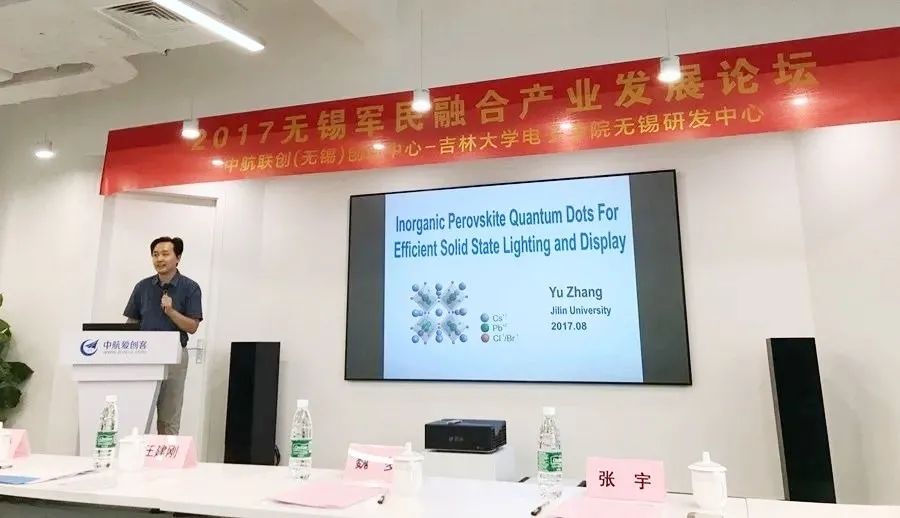 2017无锡军民融合产业发展论坛
中航联创(无锡)创新中心-吉林大学电子学院无锡研发中心
Inorganic Perovskite Quantum Dots For
Efficient Solid State Lighting and Display
Yu Zhang
Jilin University
2017.08
Cs⁺
Pb⁺²
Cl⁻/Br⁻
中航爱创客
王建刚
张宇